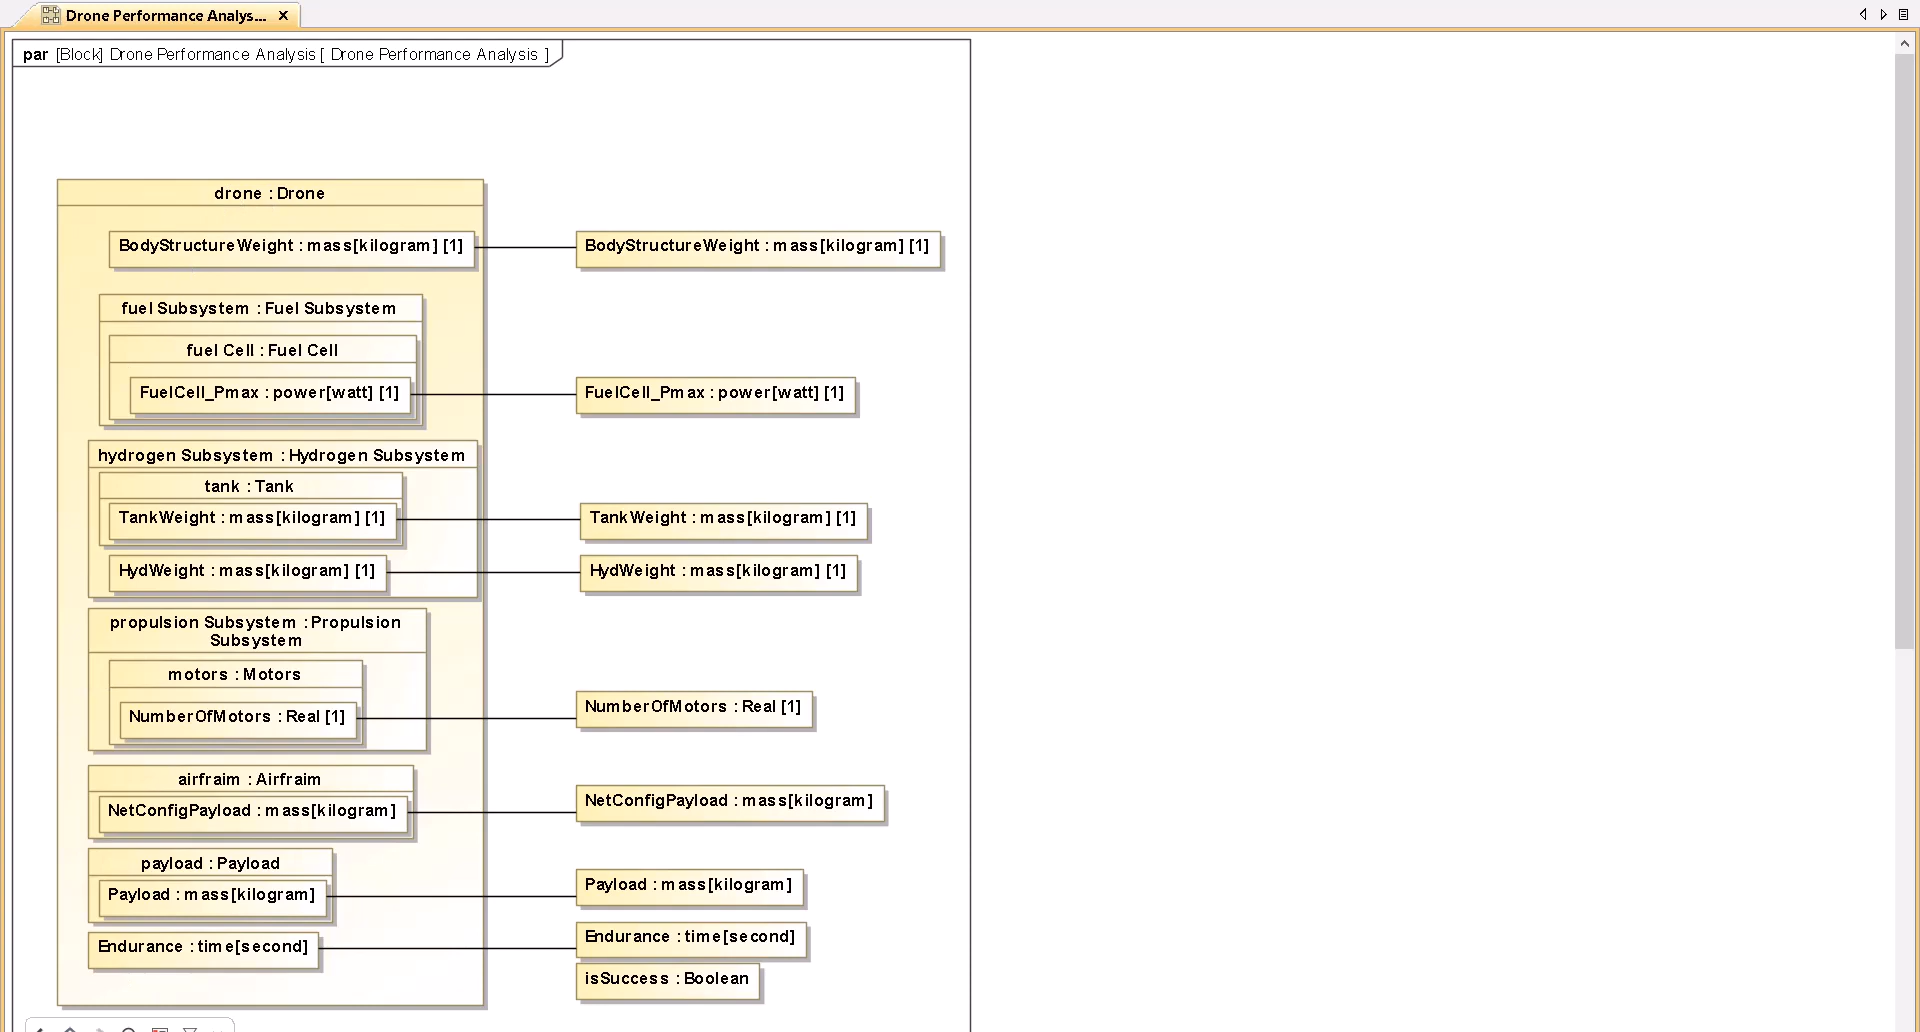 Drone Performance Analys...
par [Block] Drone Performance Analysis [ Drone Performance Analysis ]
drone : Drone
BodyStructureWeight : mass[kilogram] [1]
BodyStructureWeight : mass[kilogram] [1]
fuel Subsystem : Fuel Subsystem
fuel Cell : Fuel Cell
FuelCell_Pmax : power[watt] [1]
FuelCell_Pmax : power[watt] [1]
hydrogen Subsystem : Hydrogen Subsystem
tank : Tank
TankWeight : mass[kilogram] [1]
TankWeight : mass[kilogram] [1]
HydWeight : mass[kilogram] [1]
HydWeight : mass[kilogram] [1]
propulsion Subsystem : Propulsion
Subsystem
motors : Motors
NumberOfMotors : Real [1]
NumberOfMotors : Real [1]
airfraim : Airfraim
NetConfigPayload : mass[kilogram]
NetConfigPayload : mass[kilogram]
payload : Payload
Payload : mass[kilogram]
Payload : mass[kilogram]
Endurance : time[second]
Endurance : time[second]
isSuccess : Boolean